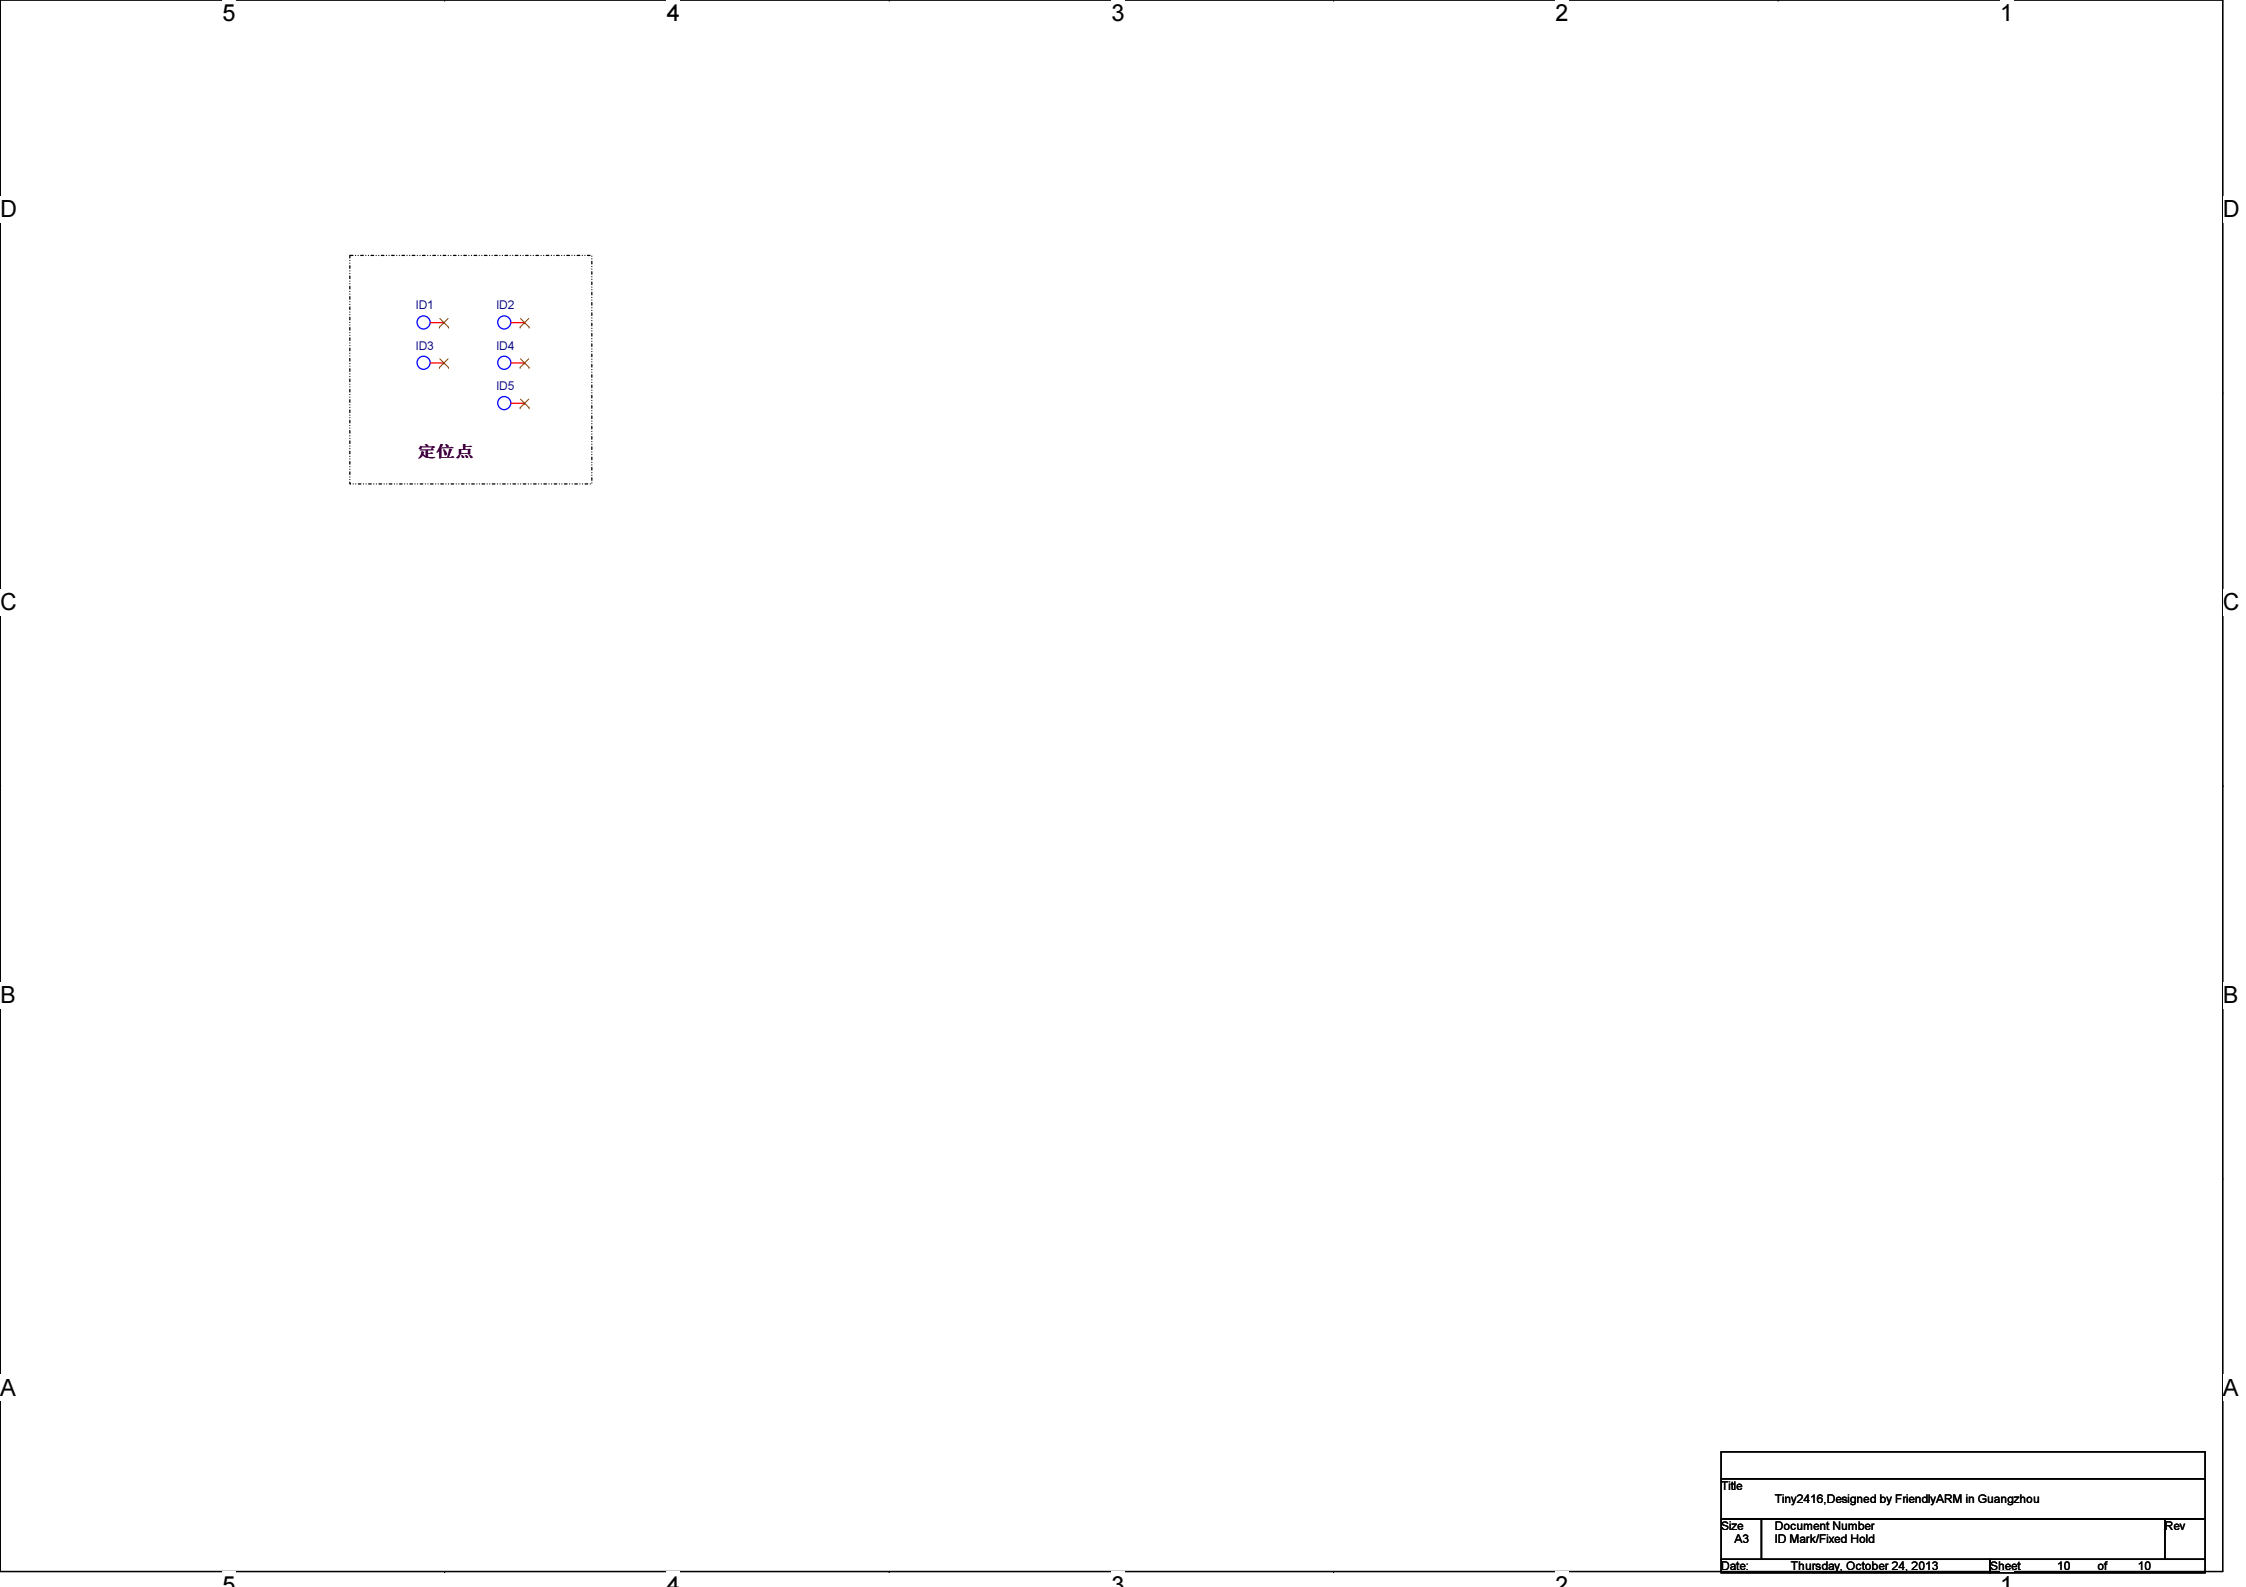 5 4 3 2 1
D D
ID1 ID2
ID3 ID4
ID5
定位点
C C
B B
A A
Title
Tiny2416,Designed by FriendlyARM in Guangzhou
Size Document Number Rev
A3 ID Mark/Fixed Hold
Date: Thursday, October 24, 2013 Sheet 10 of 10
5 4 3 2 1